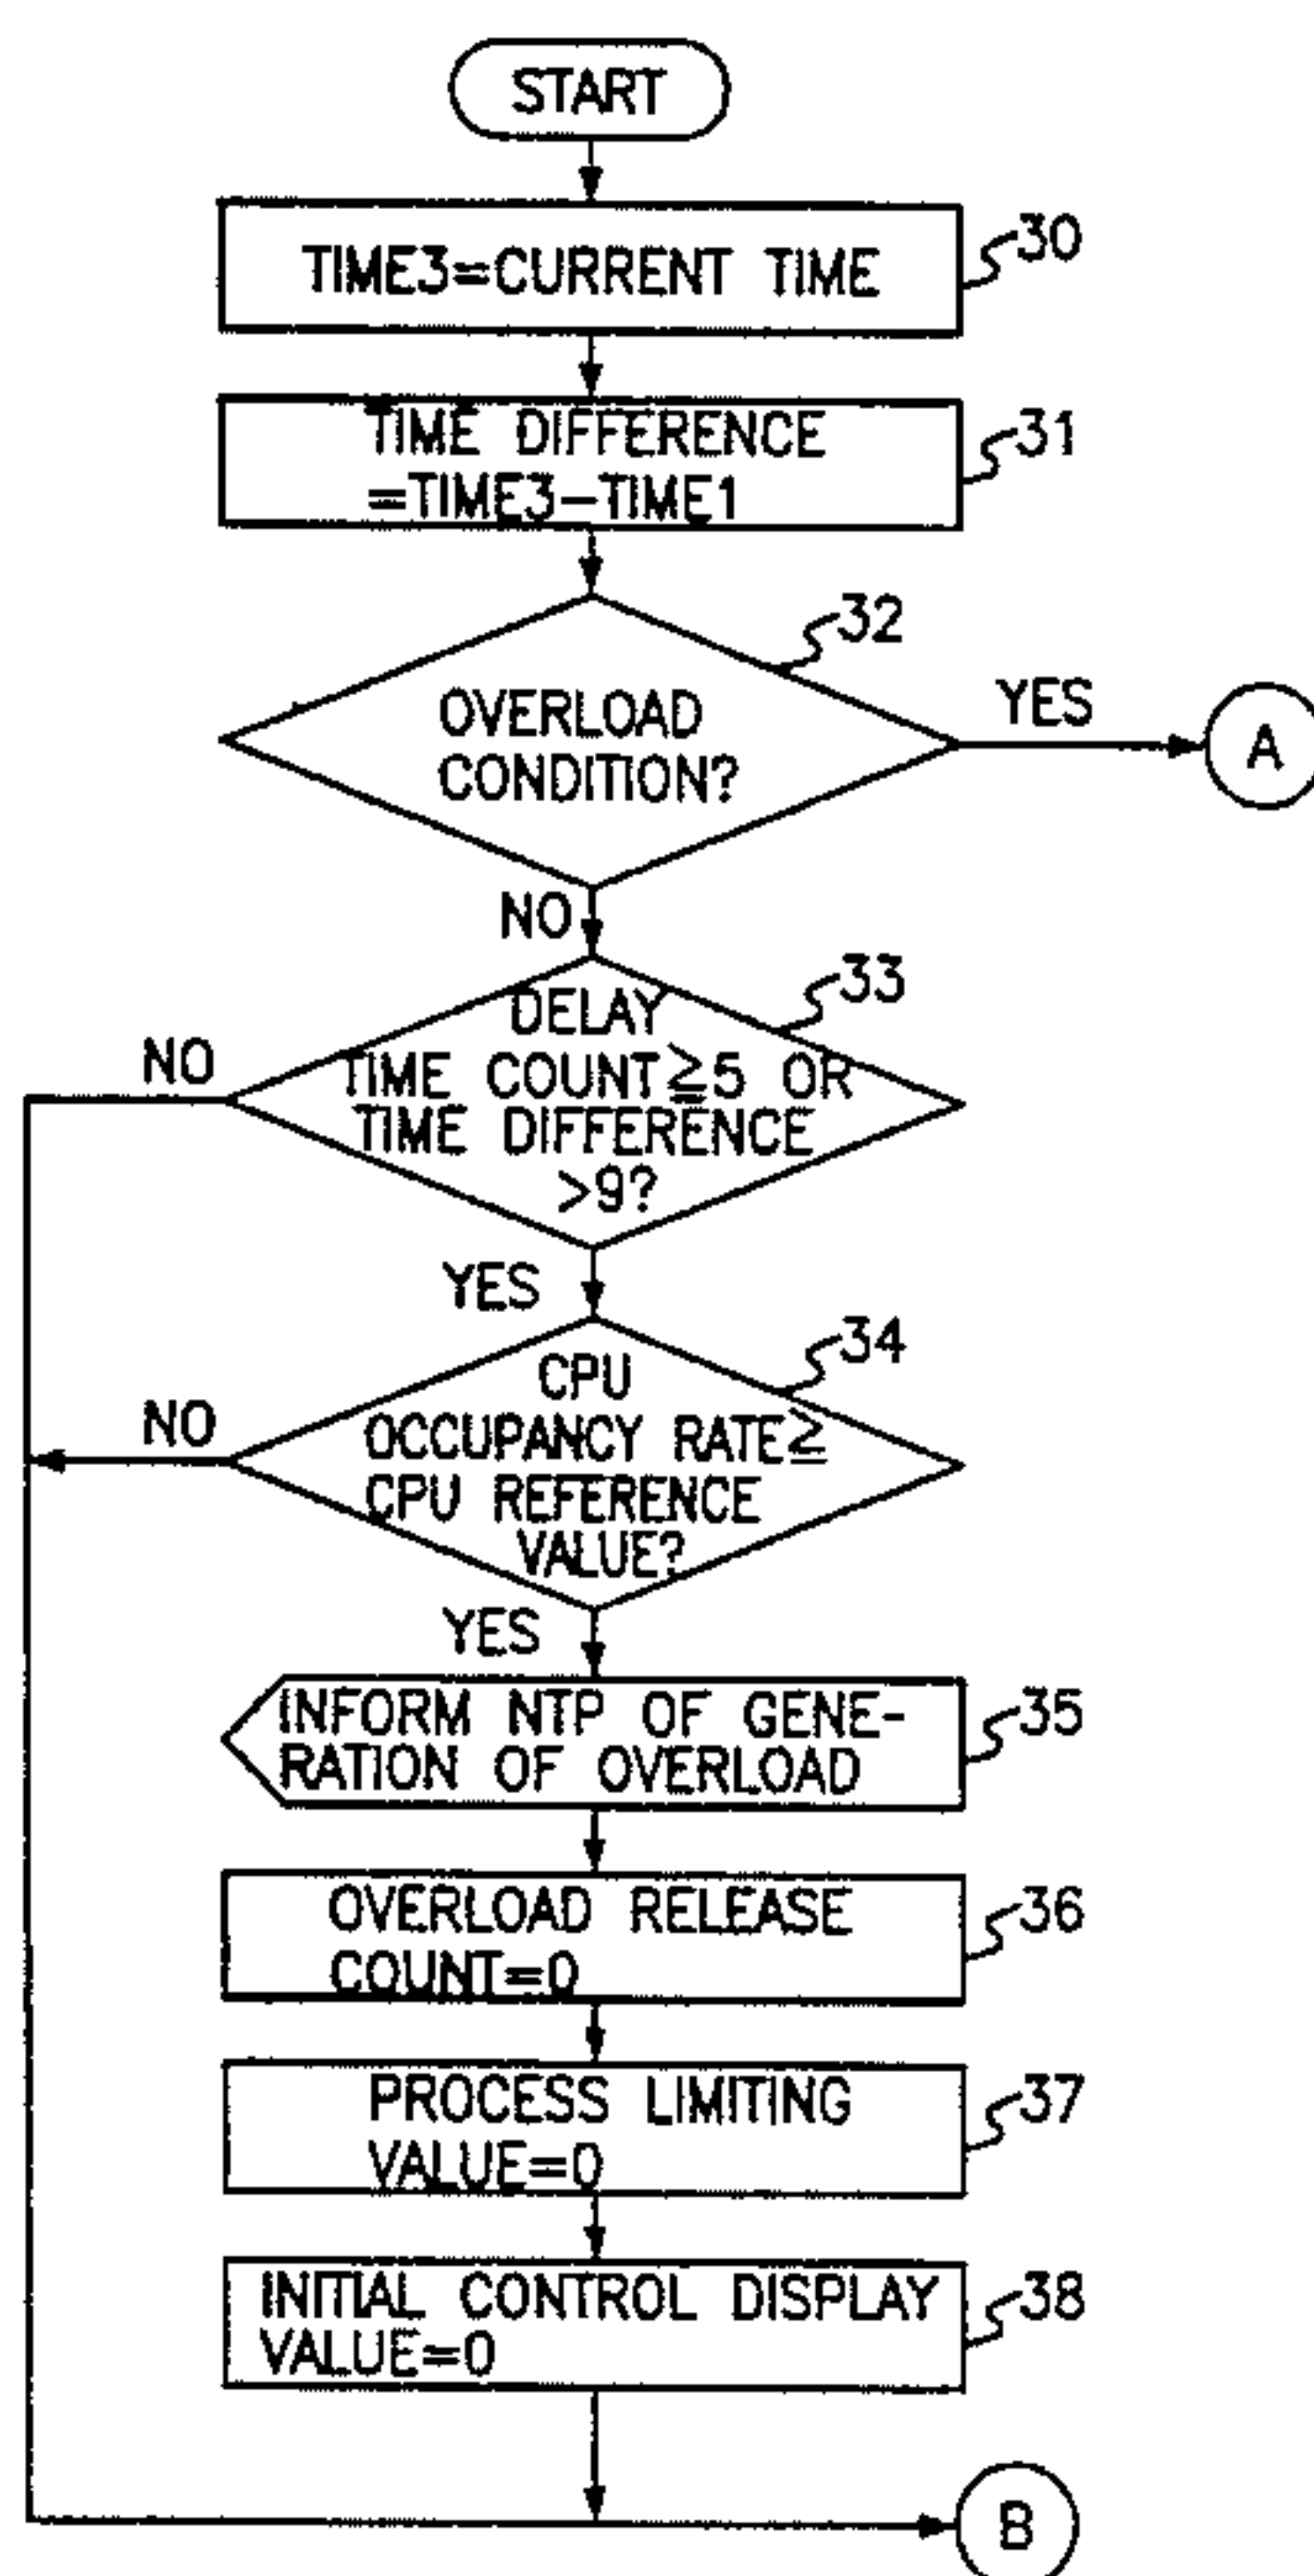 START
TIME3=CURRENT TIME
30
TIME DIFFERENCE
=TIME3-TIME1
31
32
OVERLOAD
CONDITION?
YES
A
NO
33
DELAY
TIME COUNT≧5 OR
TIME DIFFERENCE
>9?
NO
YES
34
CPU
OCCUPANCY RATE≧
CPU REFERENCE
VALUE?
NO
YES
INFORM NTP OF GENE-
RATION OF OVERLOAD
35
OVERLOAD RELEASE
COUNT=0
36
PROCESS LIMITING
VALUE=0
37
INITIAL CONTROL DISPLAY
VALUE=0
38
B